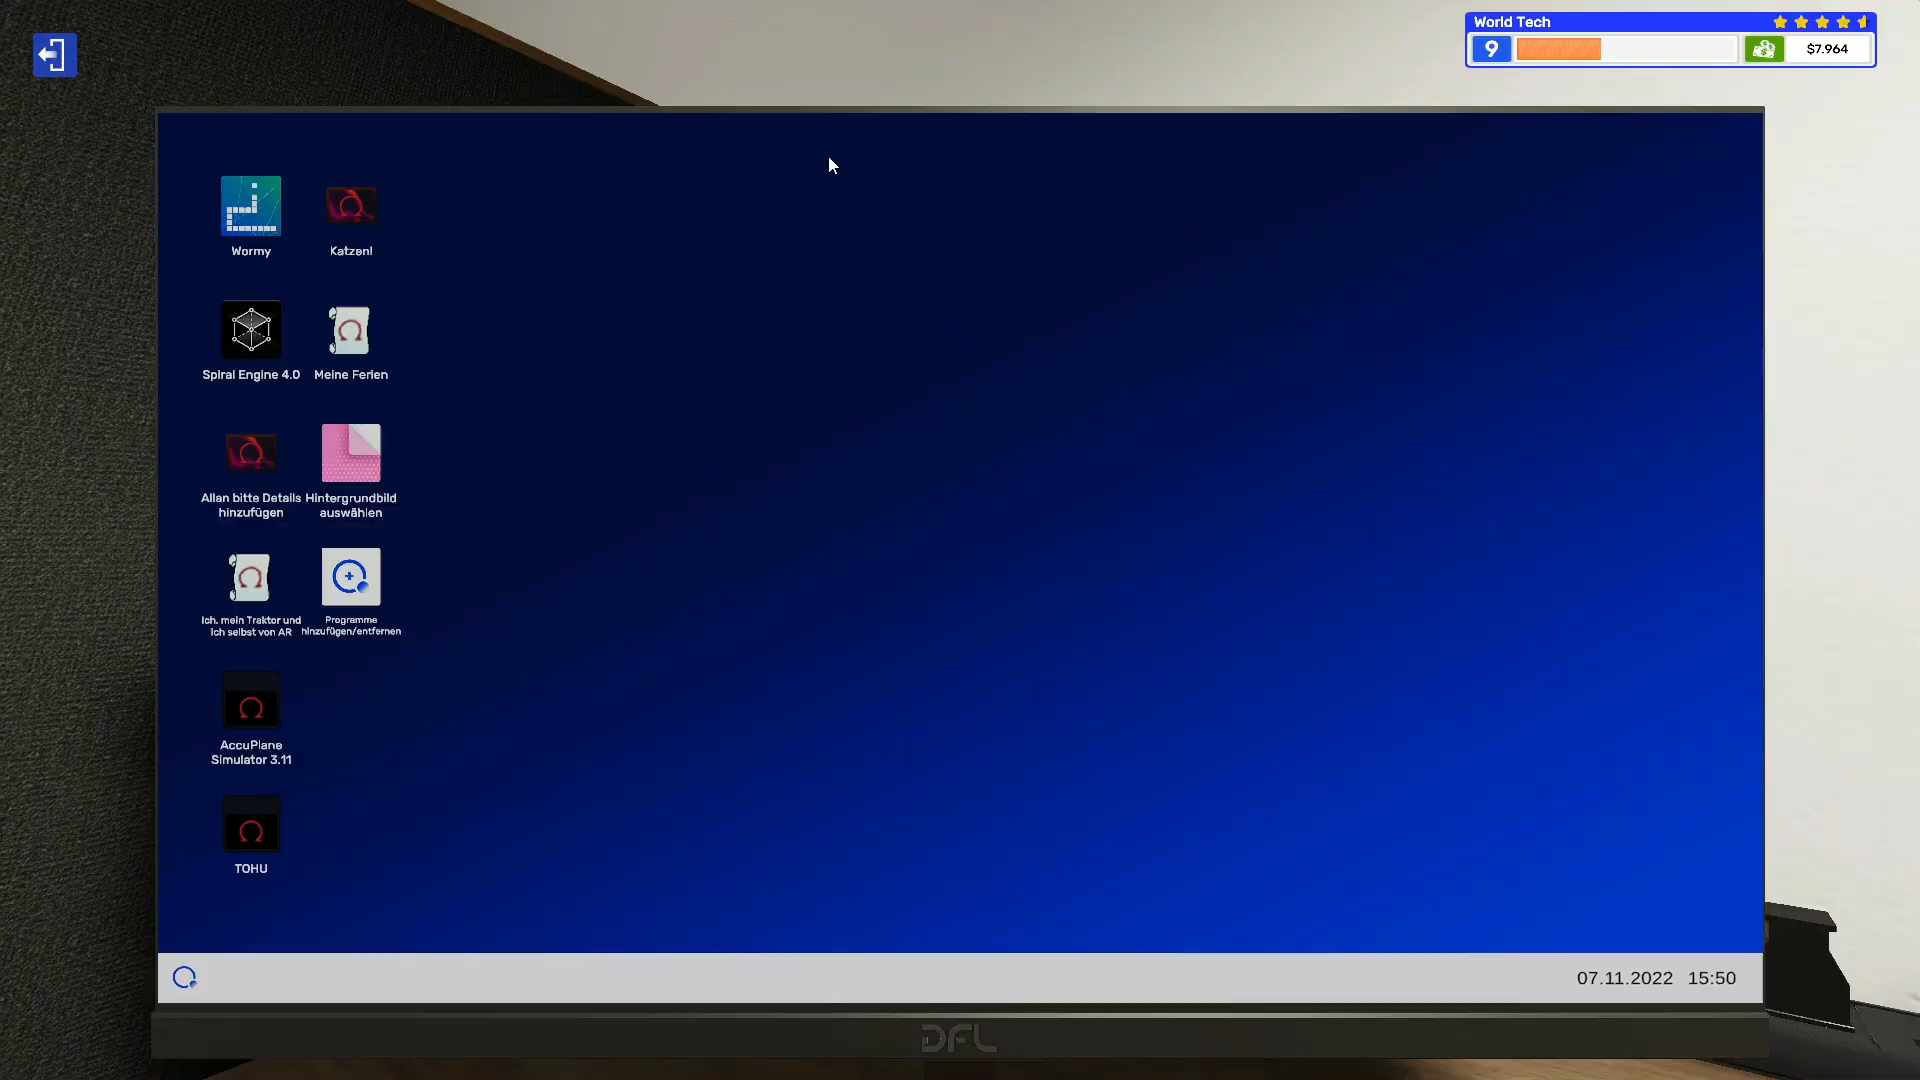 World Tech
9
$7.964
Wormy
Katzen!
Spiral Engine 4.0
Meine Ferien
Allan bitte Details
hinzufügen
Hintergrundbild
auswählen
Ich, mein Traktor und
ich selbst von AR
Programme
hinzufügen/entfernen
AccuPlane
Simulator 3.11
TOHU
07.11.2022 15:50
DFL